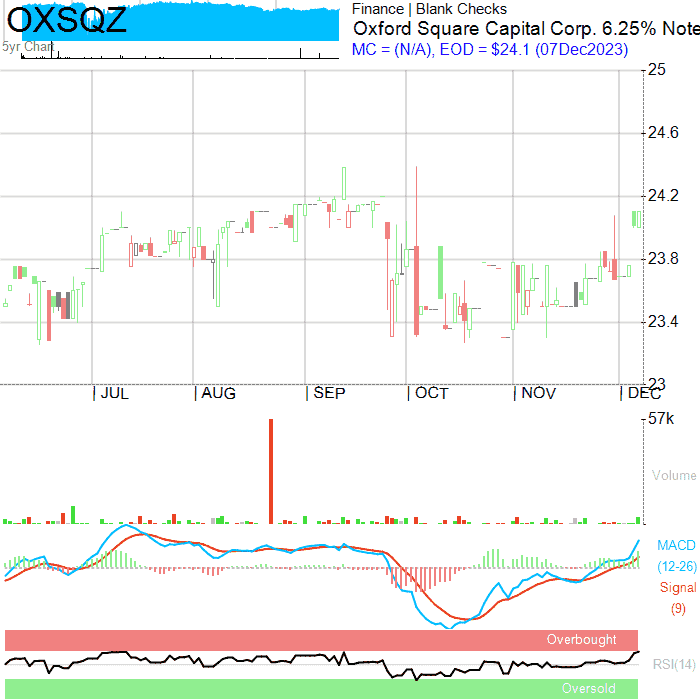 OXSQZ
5yr Chart
Finance | Blank Checks
Oxford Square Capital Corp. 6.25% Note
MC = (N/A), EOD = $24.1 (07Dec2023)
25
24.6
24.2
23.8
23.4
23
| JUL | AUG | SEP | OCT | NOV | DEC
57k
Volume
MACD
(12-26)
Signal
(9)
Overbought
RSI(14)
Oversold